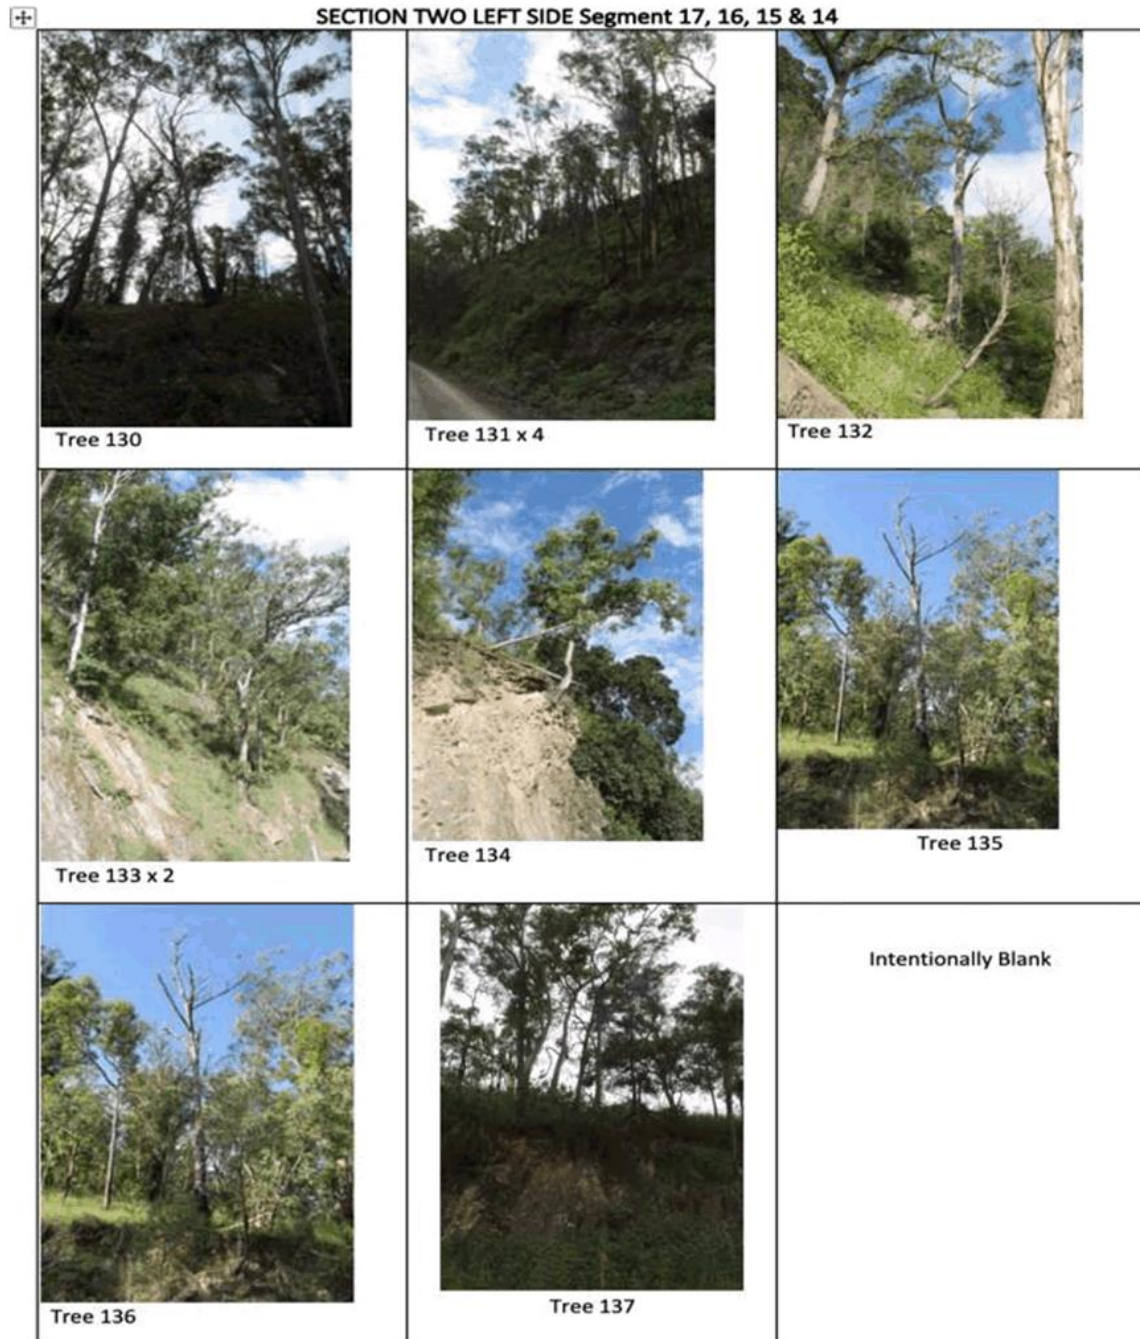 SECTION TWO LEFT SIDE Segment 17, 16, 15 & 14
Tree 130
Tree 131 x 4
Tree 132
Tree 133 x 2
Tree 134
Tree 135
Tree 136
Tree 137
Intentionally Blank